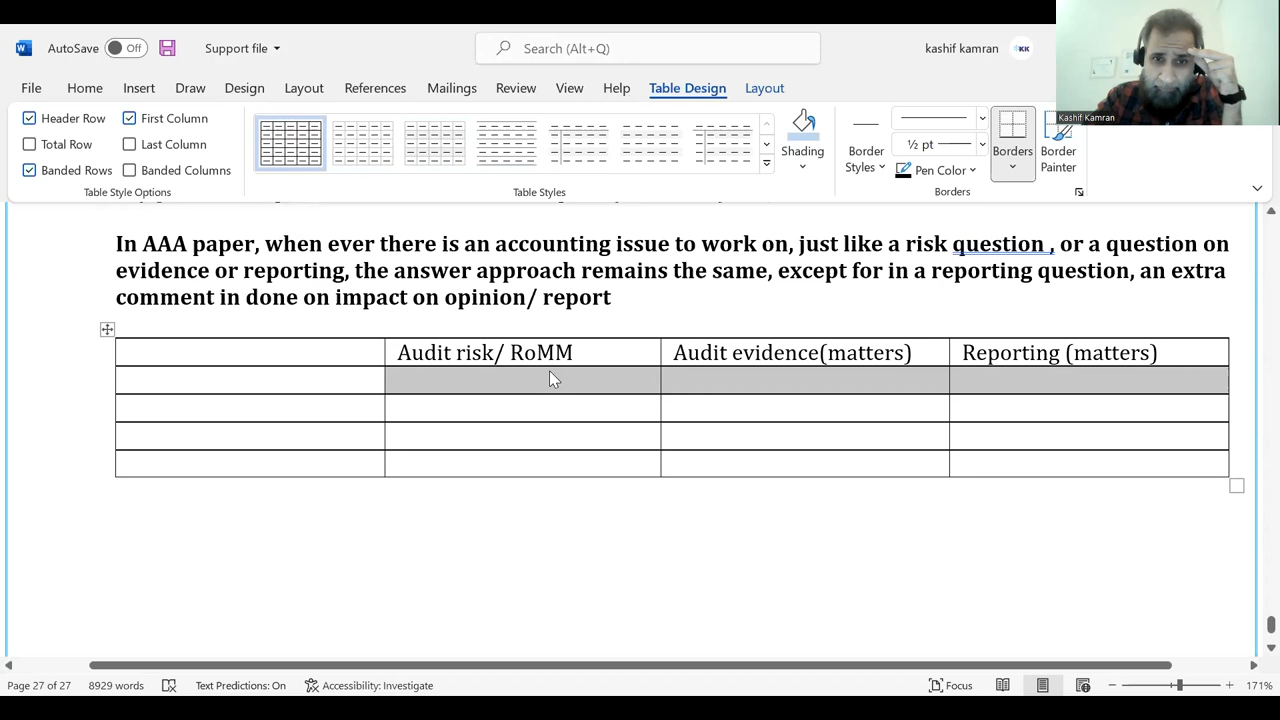 AutoSave Off Support file Search (Alt+Q) kashif kamran KK
File Home Insert Draw Design Layout References Mailings Review View Help Table Design Layout
Kashif Kamran
Header Row First Column
Total Row Last Column
Banded Rows Banded Columns
Table Style Options
Table Styles
Shading
Border Styles
½ pt
Pen Color
Borders
Border Painter
Borders
In AAA paper, when ever there is an accounting issue to work on, just like a risk question , or a question on
evidence or reporting, the answer approach remains the same, except for in a reporting question, an extra
comment in done on impact on opinion/ report
Audit risk/ RoMM Audit evidence(matters) Reporting (matters)
Page 27 of 27 8929 words Text Predictions: On Accessibility: Investigate Focus 171%